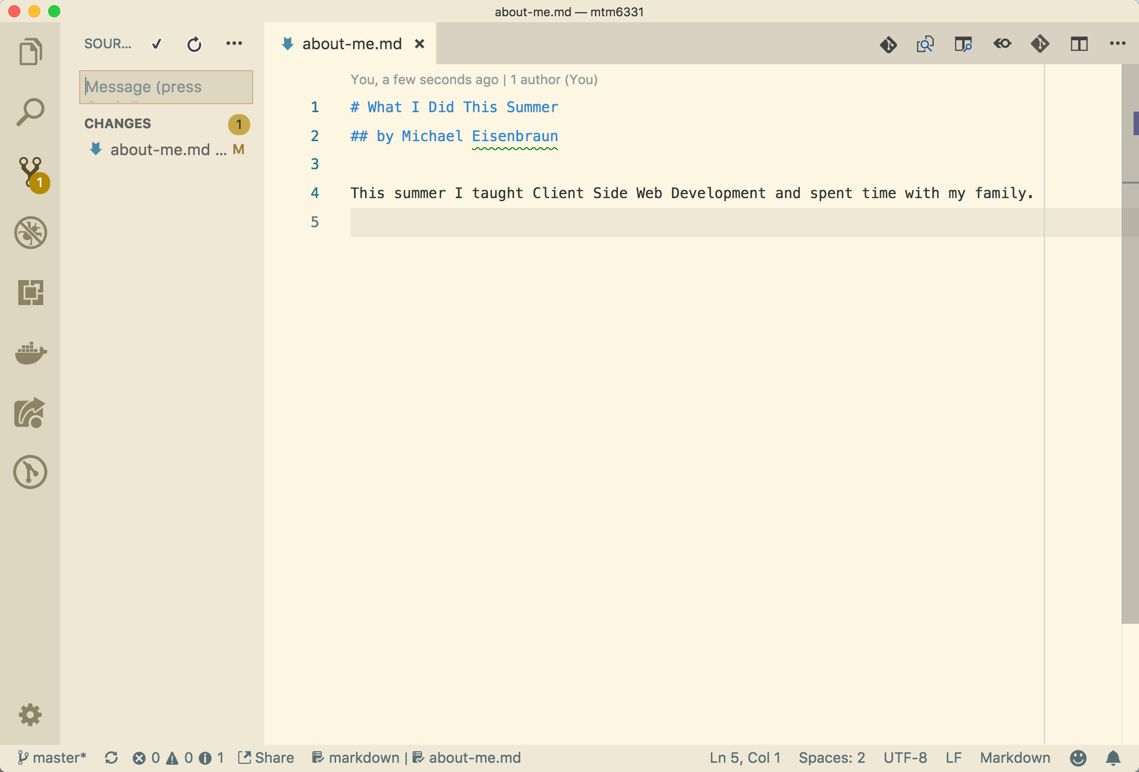 about-me.md — mtm6331
SOUR...
about-me.md
Message (press
You, a few seconds ago | 1 author (You)
CHANGES 1
about-me.md ... M
1
1 # What I Did This Summer
2 ## by Michael Eisenbraun
3
4 This summer I taught Client Side Web Development and spent time with my family.
5
master* 0 0 1 Share markdown | about-me.md Ln 5, Col 1 Spaces: 2 UTF-8 LF Markdown